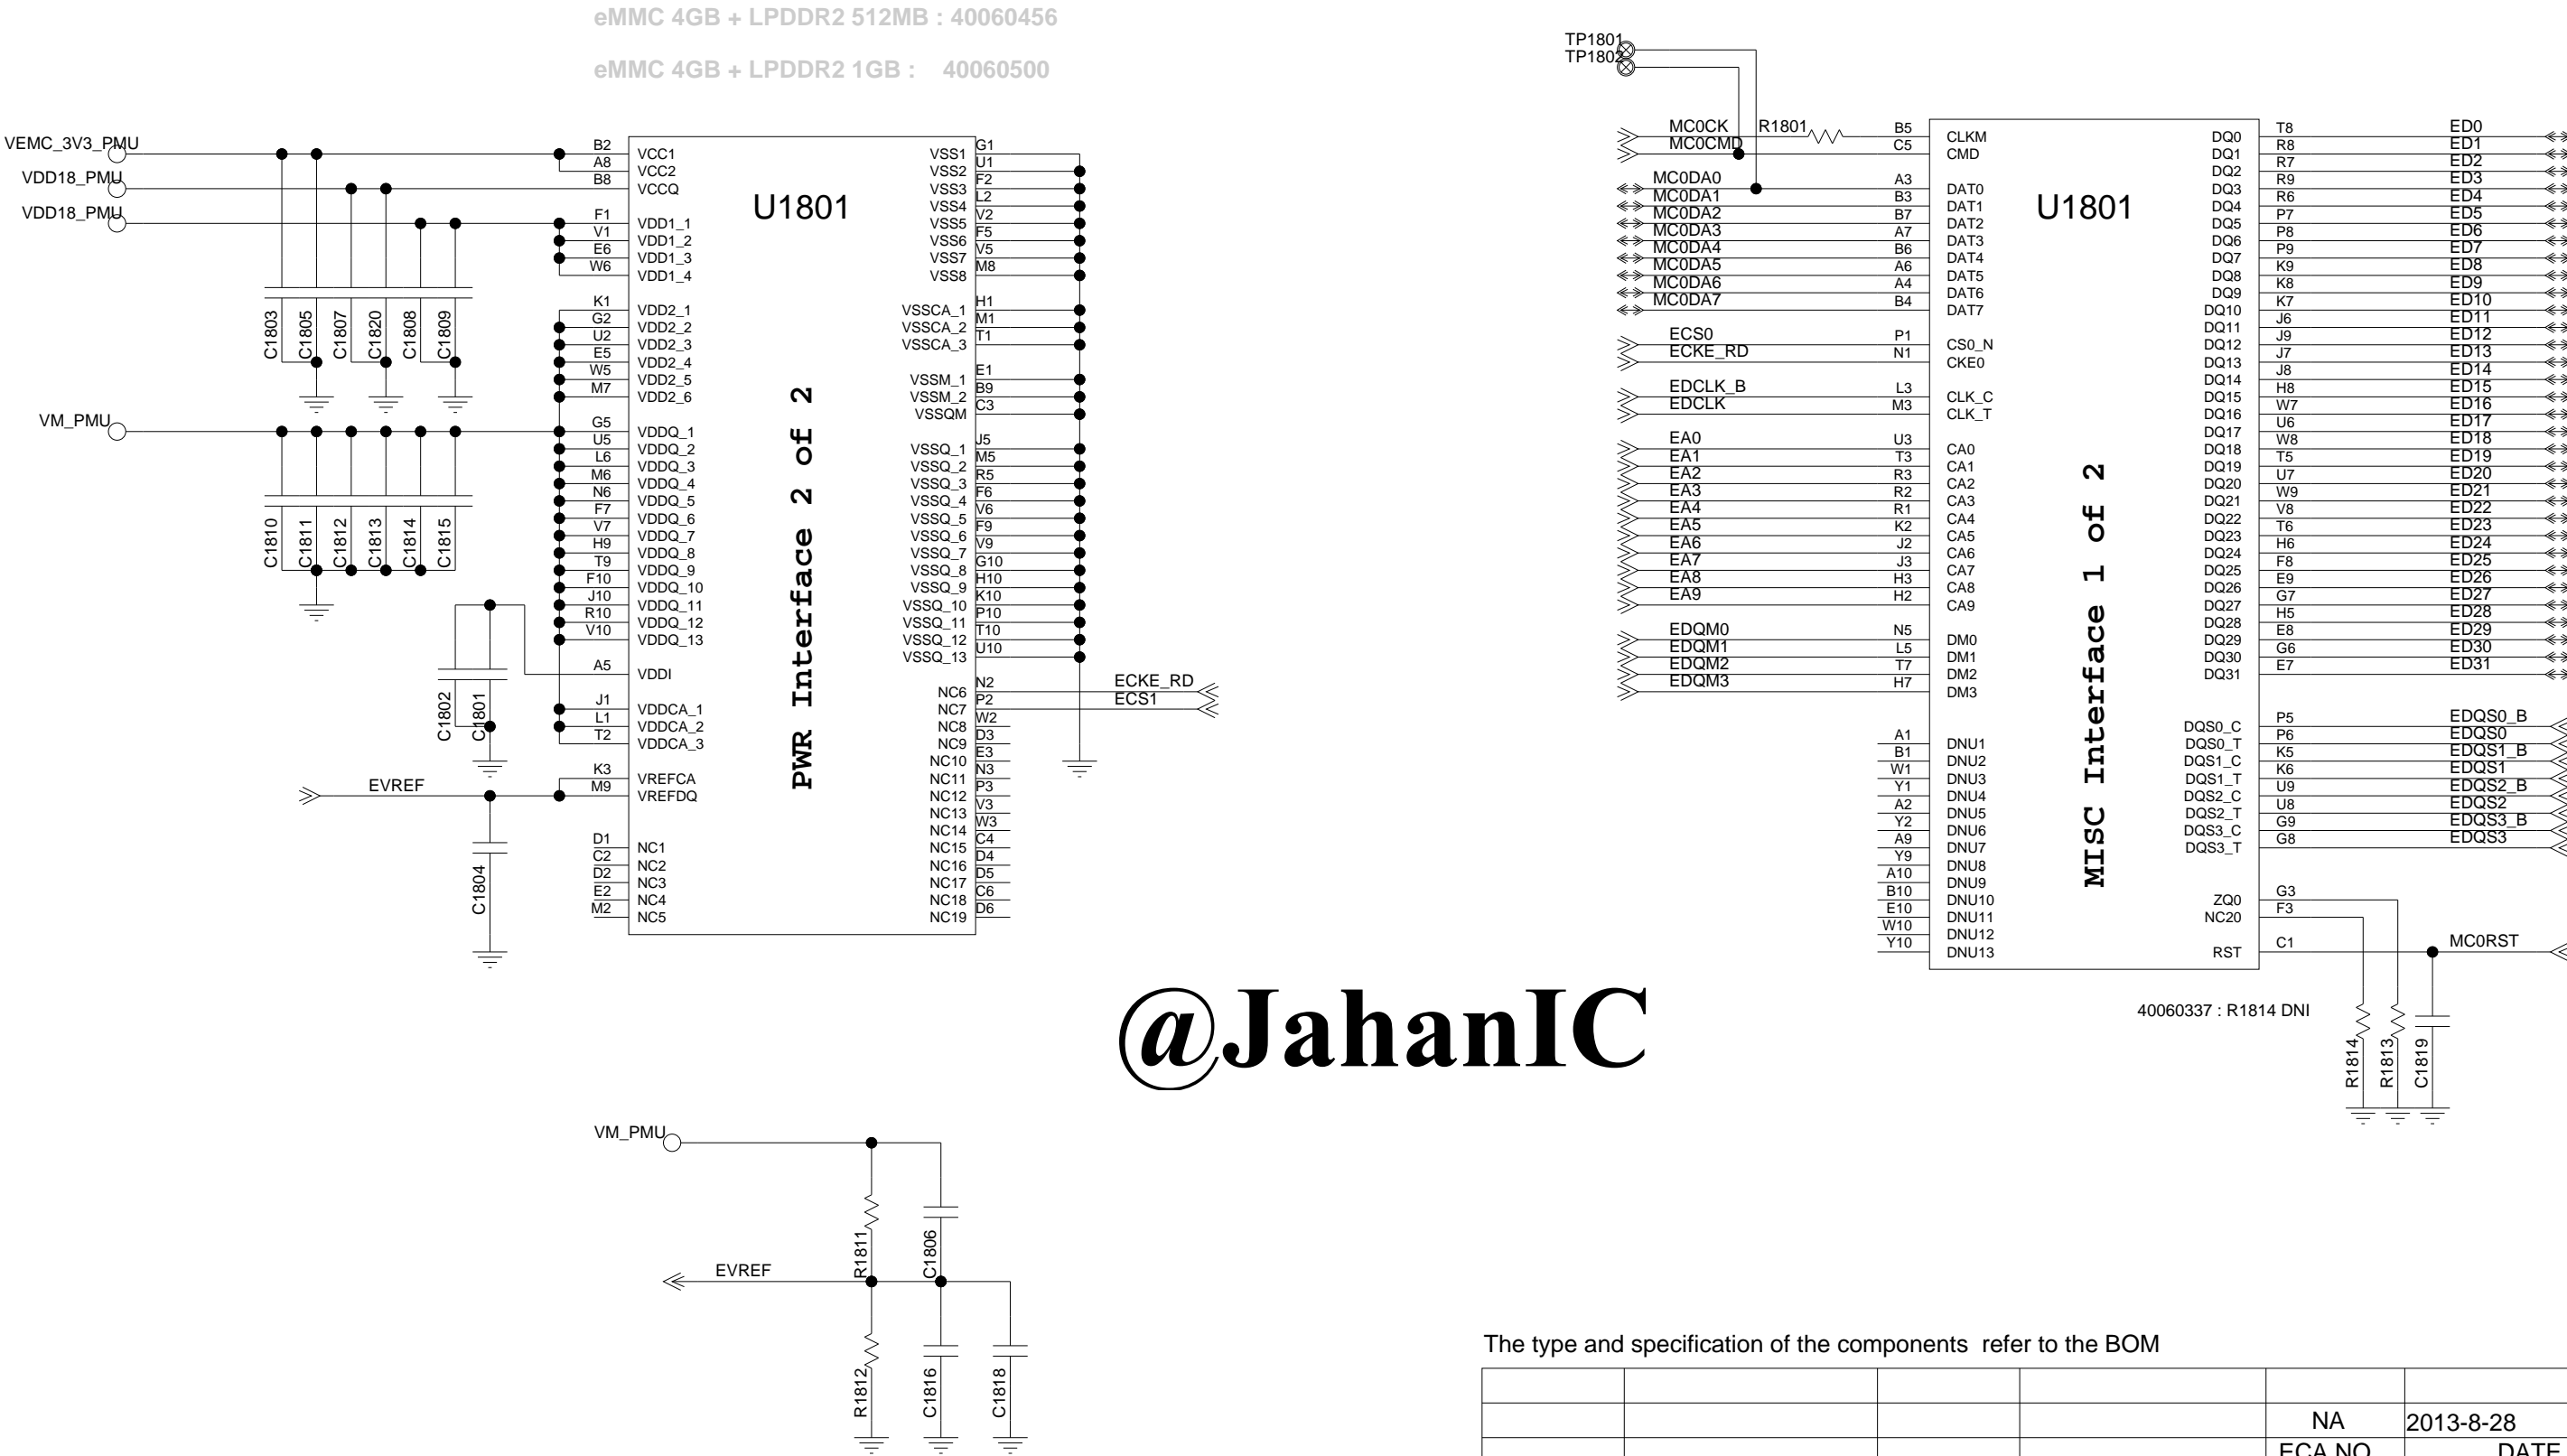 eMMC 4GB + LPDDR2 512MB : 40060456
eMMC 4GB + LPDDR2 1GB : 40060500
VEMC_3V3_PMU
VDD18_PMU
VDD18_PMU
VM_PMU
C1803
C1805
C1807
C1820
C1808
C1809
C1810
C1811
C1812
C1813
C1814
C1815
C1802
C1801
EVREF
C1804
U1801
PWR Interface 2 of 2
B2 VCC1
A8 VCC2
B8 VCCQ
F1 VDD1_1
V1 VDD1_2
E6 VDD1_3
W6 VDD1_4
K1 VDD2_1
G2 VDD2_2
U2 VDD2_3
E5 VDD2_4
W5 VDD2_5
M7 VDD2_6
G5 VDDQ_1
U5 VDDQ_2
L6 VDDQ_3
M6 VDDQ_4
N6 VDDQ_5
F7 VDDQ_6
V7 VDDQ_7
H9 VDDQ_8
T9 VDDQ_9
F10 VDDQ_10
J10 VDDQ_11
R10 VDDQ_12
V10 VDDQ_13
A5 VDDI
J1 VDDCA_1
L1 VDDCA_2
T2 VDDCA_3
K3 VREFCA
M9 VREFDQ
D1 NC1
C2 NC2
D2 NC3
E2 NC4
M2 NC5
VSS1 G1
VSS2 U1
VSS3 F2
VSS4 L2
VSS5 V2
VSS6 F5
VSS7 V5
VSS8 M8
VSSCA_1 H1
VSSCA_2 M1
VSSCA_3 T1
VSSM_1 E1
VSSM_2 B9
VSSQM C3
VSSQ_1 J5
VSSQ_2 M5
VSSQ_3 R5
VSSQ_4 F6
VSSQ_5 V6
VSSQ_6 F9
VSSQ_7 V9
VSSQ_8 G10
VSSQ_9 H10
VSSQ_10 K10
VSSQ_11 P10
VSSQ_12 T10
VSSQ_13 U10
NC6 N2 ECKE_RD
NC7 P2 ECS1
NC8 W2
NC9 D3
NC10 E3
NC11 N3
NC12 P3
NC13 V3
NC14 W3
NC15 C4
NC16 D4
NC17 D5
NC18 C6
NC19 D6
TP1801
TP1802
U1801
MISC Interface 1 of 2
MC0CK R1801 B5 CLKM
MC0CMD C5 CMD
MC0DA0 A3 DAT0
MC0DA1 B3 DAT1
MC0DA2 B7 DAT2
MC0DA3 A7 DAT3
MC0DA4 B6 DAT4
MC0DA5 A6 DAT5
MC0DA6 A4 DAT6
MC0DA7 B4 DAT7
ECS0 P1 CS0_N
ECKE_RD N1 CKE0
EDCLK_B L3 CLK_C
EDCLK M3 CLK_T
EA0 U3 CA0
EA1 T3 CA1
EA2 R3 CA2
EA3 R2 CA3
EA4 R1 CA4
EA5 K2 CA5
EA6 J2 CA6
EA7 J3 CA7
EA8 H3 CA8
EA9 H2 CA9
EDQM0 N5 DM0
EDQM1 L5 DM1
EDQM2 T7 DM2
EDQM3 H7 DM3
A1 DNU1
B1 DNU2
W1 DNU3
Y1 DNU4
A2 DNU5
Y2 DNU6
A9 DNU7
Y9 DNU8
A10 DNU9
B10 DNU10
E10 DNU11
W10 DNU12
Y10 DNU13
DQ0 T8 ED0
DQ1 R8 ED1
DQ2 R7 ED2
DQ3 R9 ED3
DQ4 R6 ED4
DQ5 P7 ED5
DQ6 P8 ED6
DQ7 P9 ED7
DQ8 K9 ED8
DQ9 K8 ED9
DQ10 K7 ED10
DQ11 J6 ED11
DQ12 J9 ED12
DQ13 J7 ED13
DQ14 J8 ED14
DQ15 H8 ED15
DQ16 W7 ED16
DQ17 U6 ED17
DQ18 W8 ED18
DQ19 T5 ED19
DQ20 U7 ED20
DQ21 W9 ED21
DQ22 V8 ED22
DQ23 T6 ED23
DQ24 H6 ED24
DQ25 F8 ED25
DQ26 E9 ED26
DQ27 G7 ED27
DQ28 H5 ED28
DQ29 E8 ED29
DQ30 G6 ED30
DQ31 E7 ED31
DQS0_C P5 EDQS0_B
DQS0_T P6 EDQS0
DQS1_C K5 EDQS1_B
DQS1_T K6 EDQS1
DQS2_C U9 EDQS2_B
DQS2_T U8 EDQS2
DQS3_C G9 EDQS3_B
DQS3_T G8 EDQS3
ZQ0 G3
NC20 F3
RST C1 MC0RST
40060337 : R1814 DNI
R1814
R1813
C1819
@JahanIC
VM_PMU
R1811
C1806
EVREF
R1812
C1816
C1818
The type and specification of the components refer to the BOM
NA 2013-8-28
ECA NO DATE